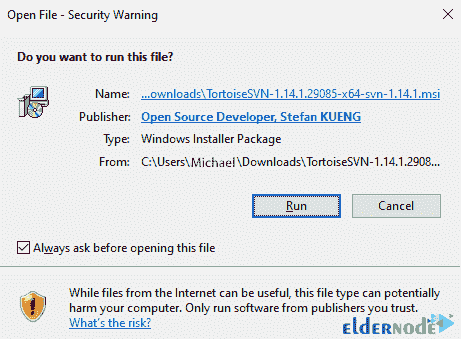 Open File - Security Warning
Do you want to run this file?
Name: ...ownloads\TortoiseSVN-1.14.1.29085-x64-svn-1.14.1.msi
Publisher: Open Source Developer, Stefan KUENG
Type: Windows Installer Package
From: C:\Users\Michael\Downloads\TortoiseSVN-1.14.1.2908...
Run Cancel
Always ask before opening this file
While files from the Internet can be useful, this file type can potentially
harm your computer. Only run software from publishers you trust.
What's the risk?
eldernode